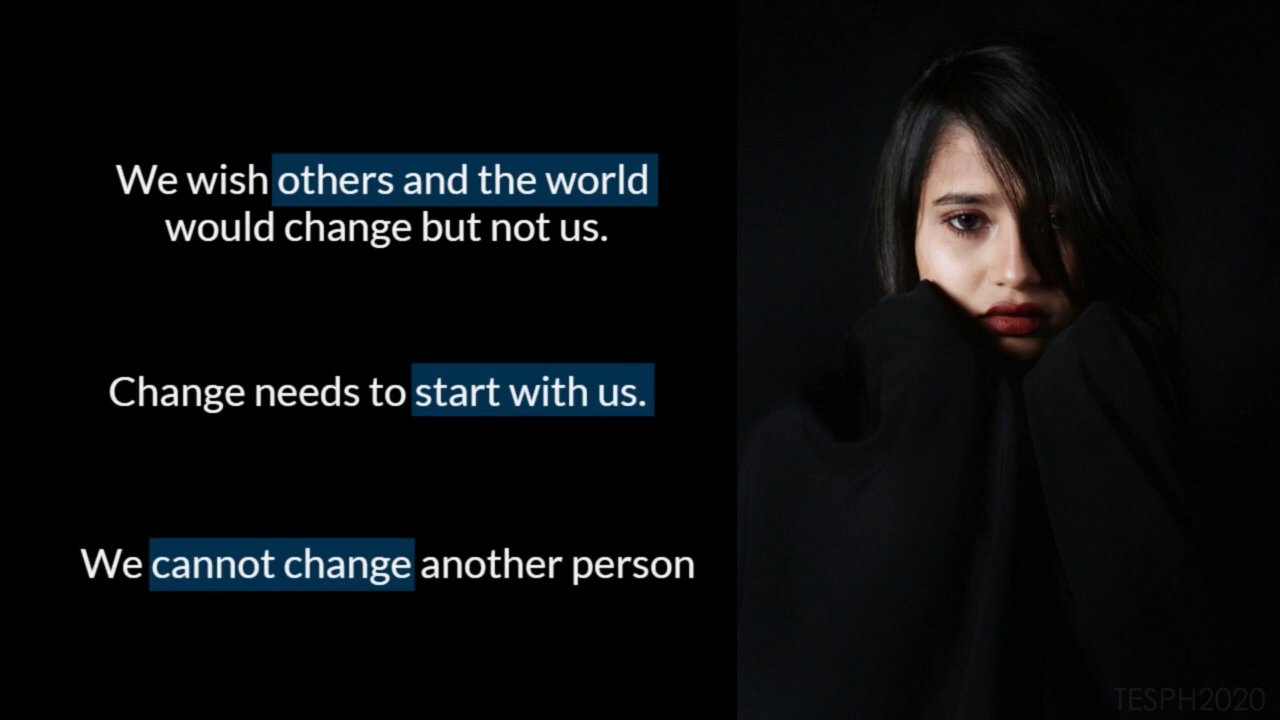 We wish others and the world
would change but not us.
Change needs to start with us.
We cannot change another person
TESPH2020